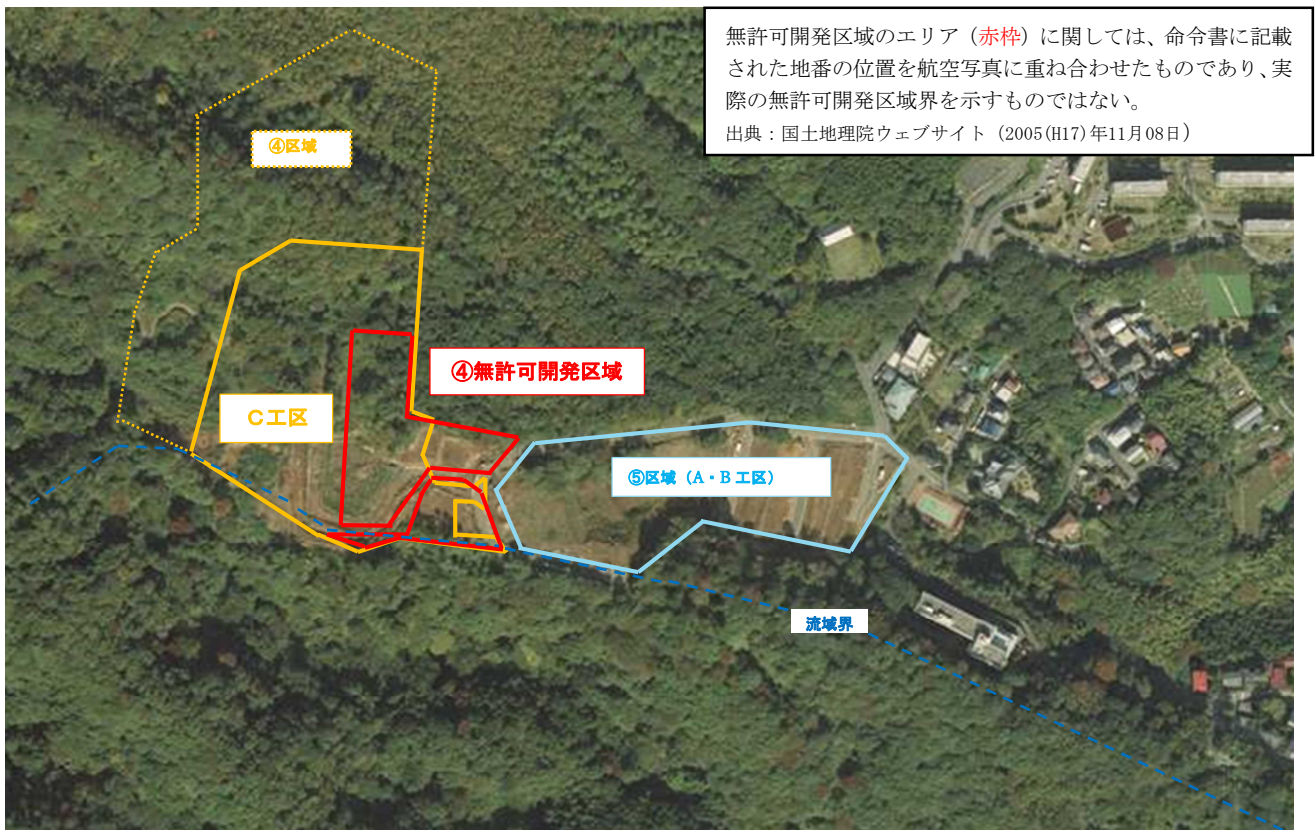 無許可開発区域のエリア（赤枠）に関しては、命令書に記載
された地番の位置を航空写真に重ね合わせたものであり、実
際の無許可開発区域界を示すものではない。
出典：国土地理院ウェブサイト（2005(H17)年11月08日）
④区域
④無許可開発区域
C工区
⑤区域（A・B工区）
流域界